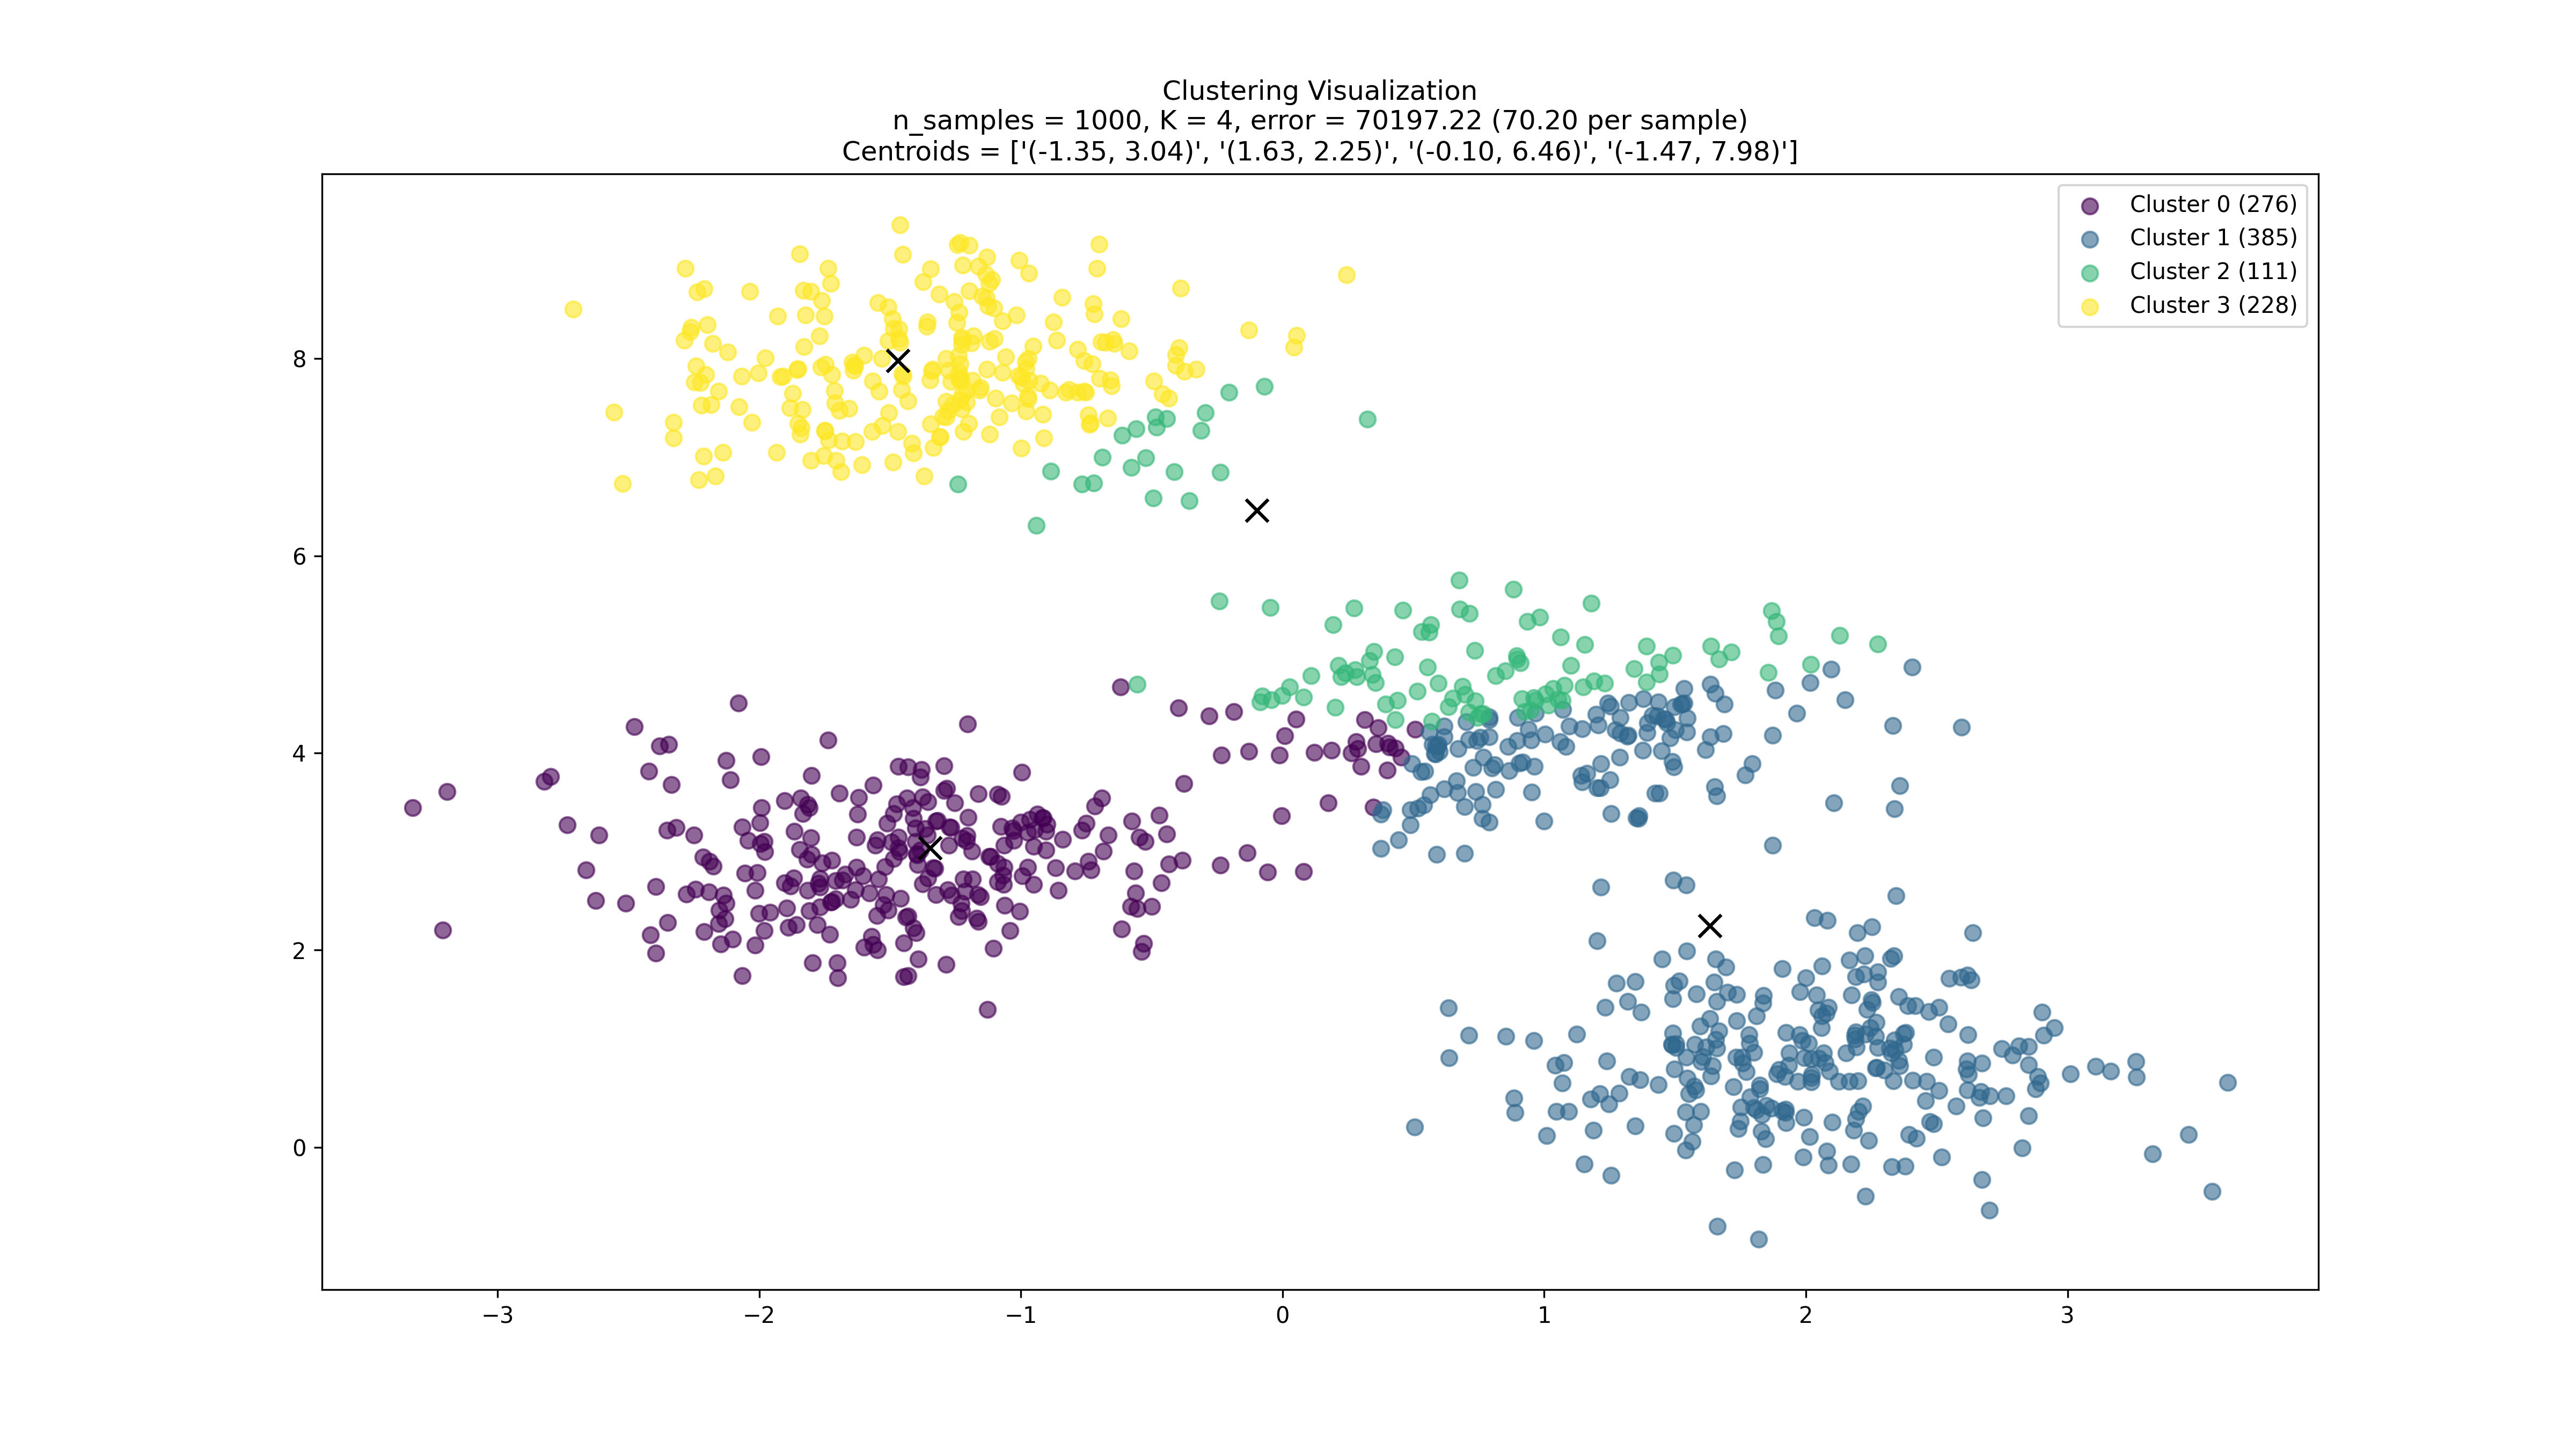 Clustering Visualization
n_samples = 1000, K = 4, error = 70197.22 (70.20 per sample)
Centroids = ['(-1.35, 3.04)', '(1.63, 2.25)', '(-0.10, 6.46)', '(-1.47, 7.98)']
Cluster 0 (276)
Cluster 1 (385)
Cluster 2 (111)
Cluster 3 (228)
8
6
4
2
0
−3 −2 −1 0 1 2 3